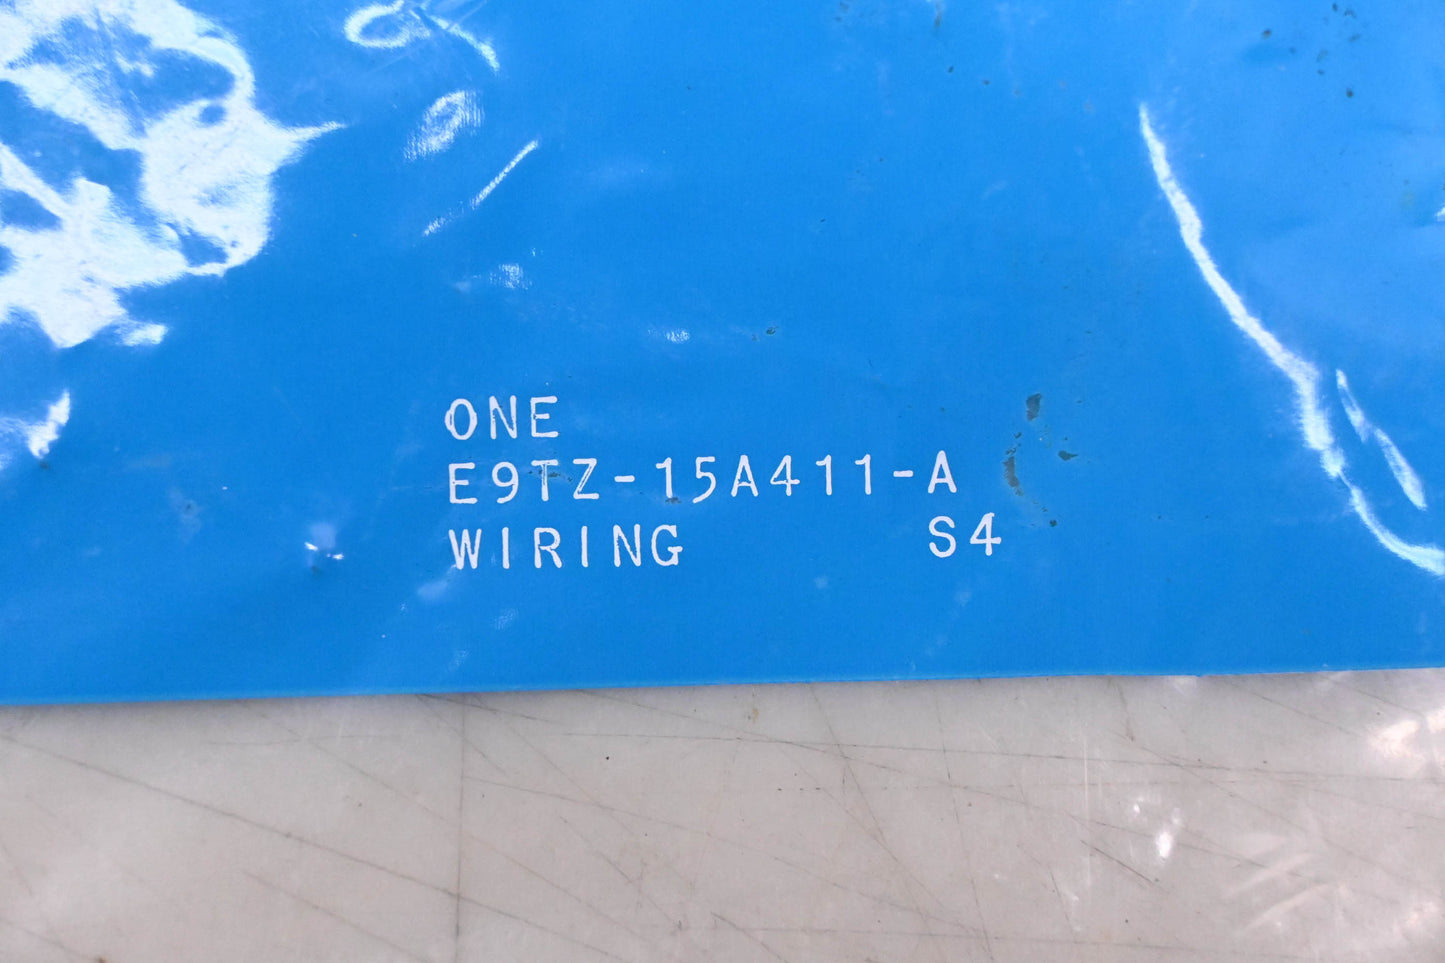 ONE
E9TZ-15A411-A
WIRING S4